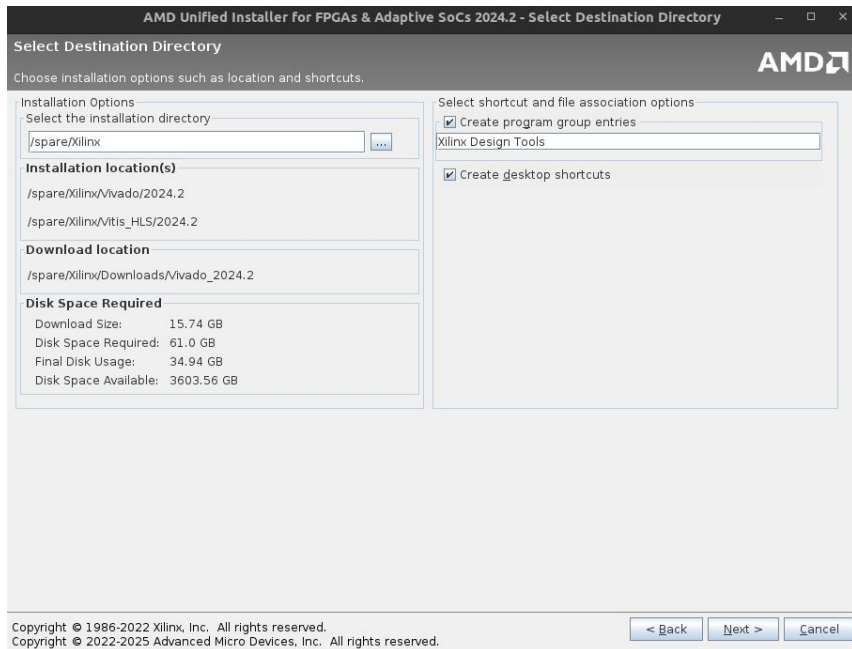 AMD Unified Installer for FPGAs & Adaptive SoCs 2024.2 - Select Destination Directory
Select Destination Directory
Choose installation options such as location and shortcuts.
AMD
Installation Options
Select the installation directory
/spare/Xilinx
...
Installation location(s)
/spare/Xilinx/Vivado/2024.2
/spare/Xilinx/Vitis_HLS/2024.2
Download location
/spare/Xilinx/Downloads/Vivado_2024.2
Disk Space Required
Download Size: 15.74 GB
Disk Space Required: 61.0 GB
Final Disk Usage: 34.94 GB
Disk Space Available: 3603.56 GB
Select shortcut and file association options
Create program group entries
Xilinx Design Tools
Create desktop shortcuts
Copyright © 1986-2022 Xilinx, Inc. All rights reserved.
Copyright © 2022-2025 Advanced Micro Devices, Inc. All rights reserved.
< Back
Next >
Cancel